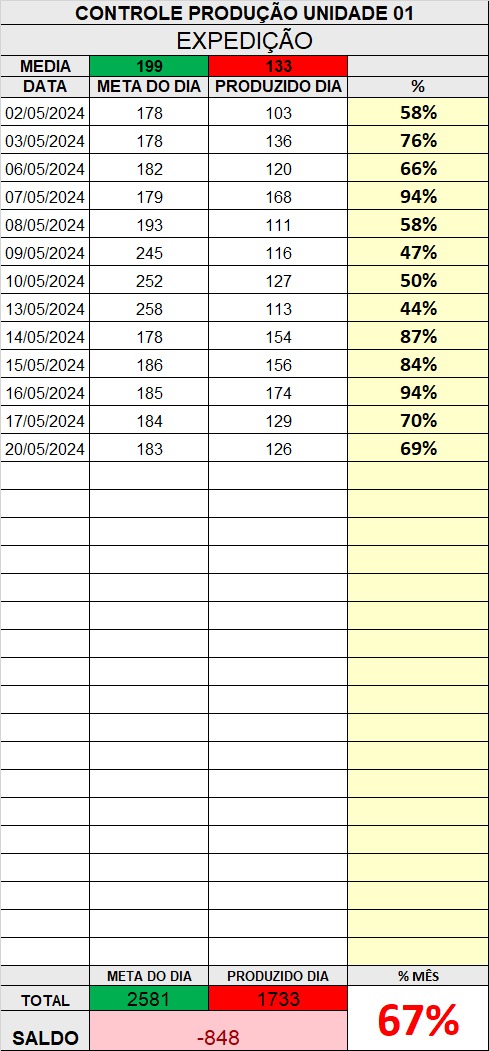 CONTROLE PRODUÇÃO UNIDADE 01
EXPEDIÇÃO
MEDIA 199 133
DATA META DO DIA PRODUZIDO DIA %
02/05/2024 178 103 58%
03/05/2024 178 136 76%
06/05/2024 182 120 66%
07/05/2024 179 168 94%
08/05/2024 193 111 58%
09/05/2024 245 116 47%
10/05/2024 252 127 50%
13/05/2024 258 113 44%
14/05/2024 178 154 87%
15/05/2024 186 156 84%
16/05/2024 185 174 94%
17/05/2024 184 129 70%
20/05/2024 183 126 69%
META DO DIA PRODUZIDO DIA % MÊS
TOTAL 2581 1733 67%
SALDO -848